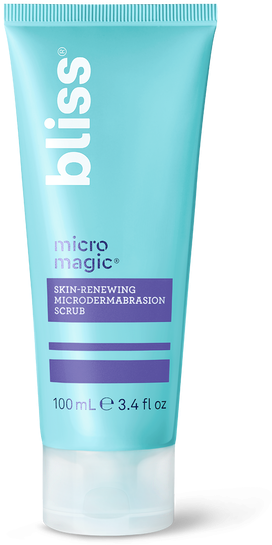 bliss®
micro
magic®
SKIN-RENEWING
MICRODERMABRASION
SCRUB
100 mL ℮ 3.4 fl oz